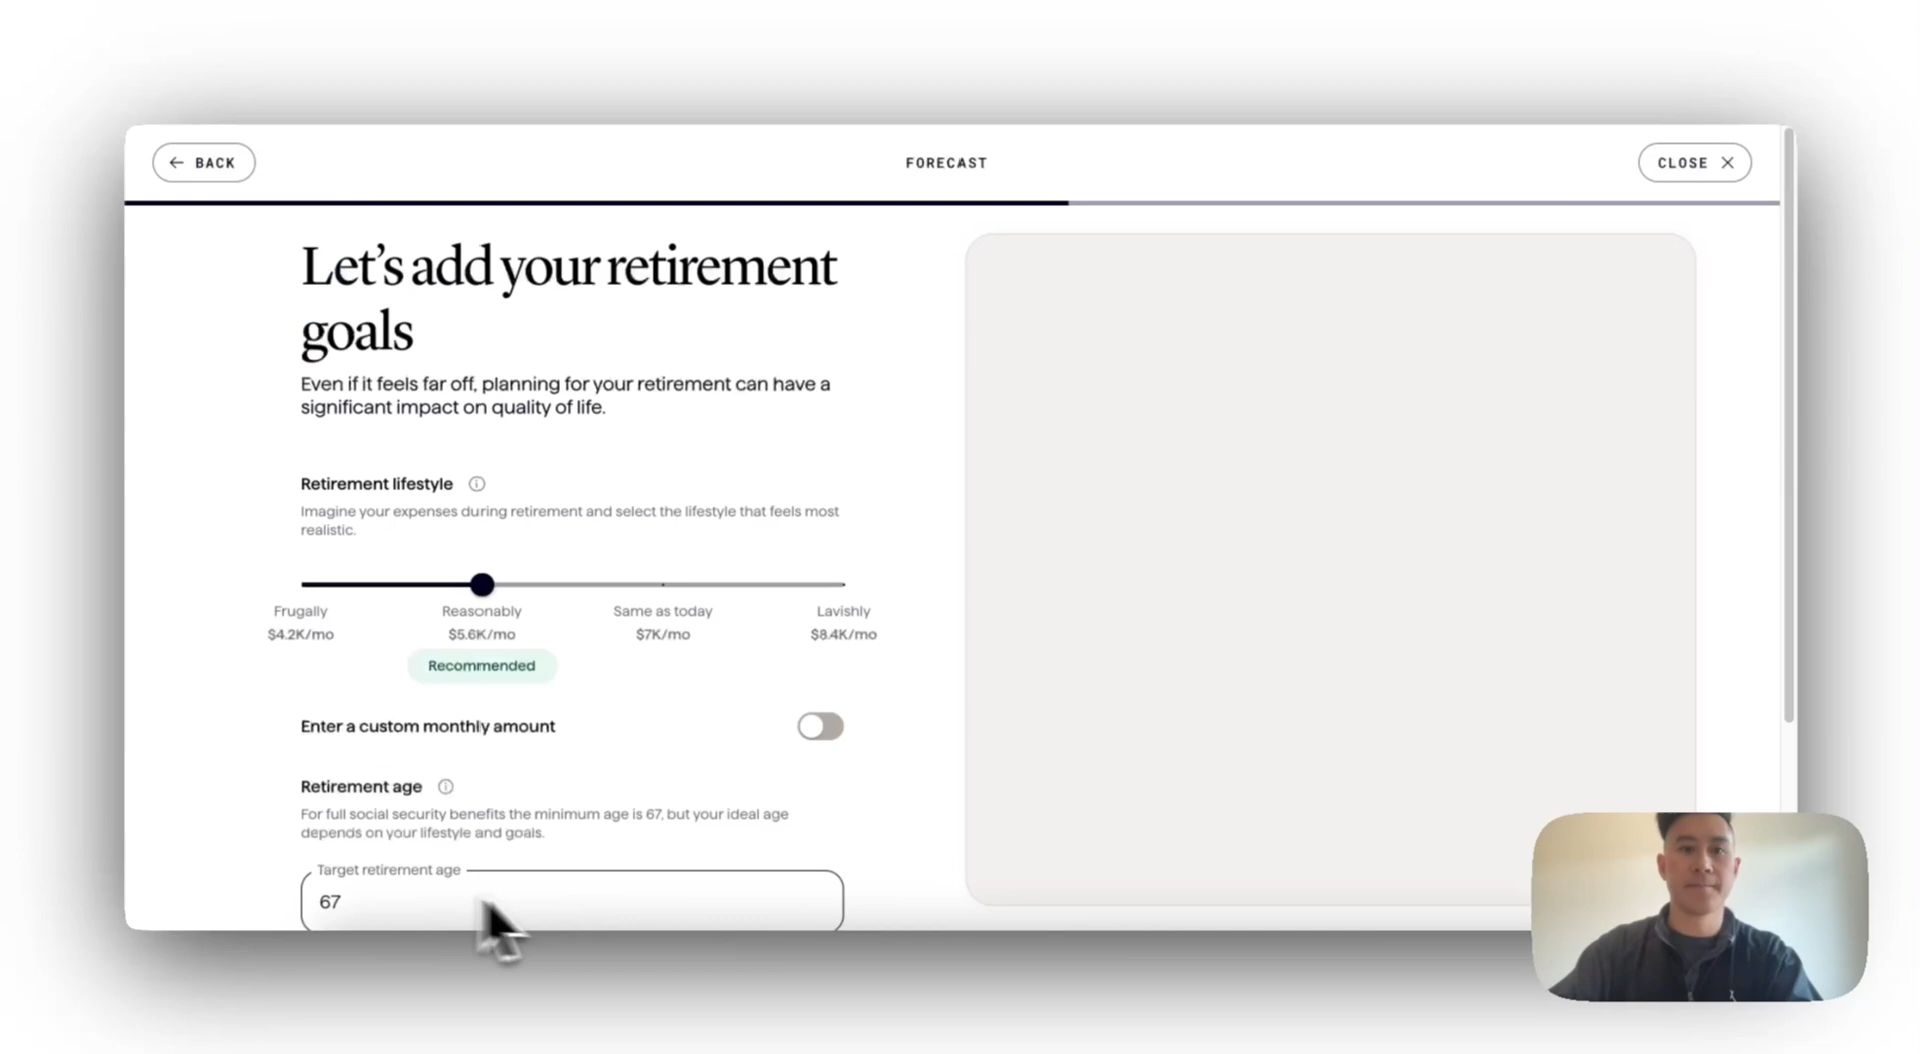 BACK
FORECAST
CLOSE
Let's add your retirement
goals
Even if it feels far off, planning for your retirement can have a
significant impact on quality of life.
Retirement lifestyle
Imagine your expenses during retirement and select the lifestyle that feels most
realistic.
Frugally
$4.2K/mo
Reasonably
$5.6K/mo
Recommended
Same as today
$7K/mo
Lavishly
$8.4K/mo
Enter a custom monthly amount
Retirement age
For full social security benefits the minimum age is 67, but your ideal age
depends on your lifestyle and goals.
Target retirement age
67